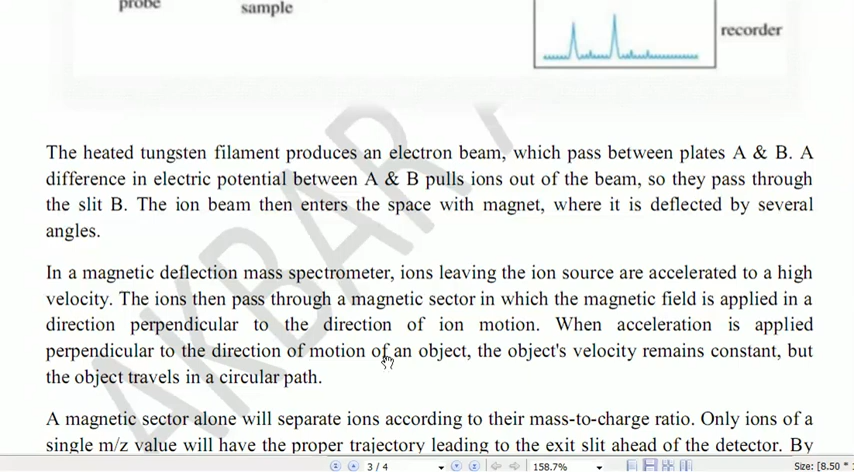 probe
sample
recorder
The heated tungsten filament produces an electron beam, which pass between plates A & B. A
difference in electric potential between A & B pulls ions out of the beam, so they pass through
the slit B. The ion beam then enters the space with magnet, where it is deflected by several
angles.
In a magnetic deflection mass spectrometer, ions leaving the ion source are accelerated to a high
velocity. The ions then pass through a magnetic sector in which the magnetic field is applied in a
direction perpendicular to the direction of ion motion. When acceleration is applied
perpendicular to the direction of motion of an object, the object's velocity remains constant, but
the object travels in a circular path.
A magnetic sector alone will separate ions according to their mass-to-charge ratio. Only ions of a
single m/z value will have the proper trajectory leading to the exit slit ahead of the detector. By
AKBAR
3 / 4
158.7%
Size: [8.50 *